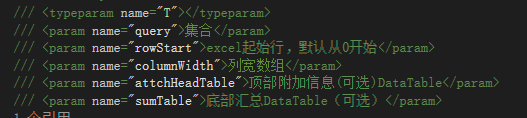 /// <typeparam name="T"></typeparam>
/// <param name="query">集合</param>
/// <param name="rowStart">excel起始行，默认从0开始</param>
/// <param name="columnWidth">列宽数组</param>
/// <param name="attchHeadTable">顶部附加信息(可选)DataTable</param>
/// <param name="sumTable">底部汇总DataTable（可选）</param>
1 个引用